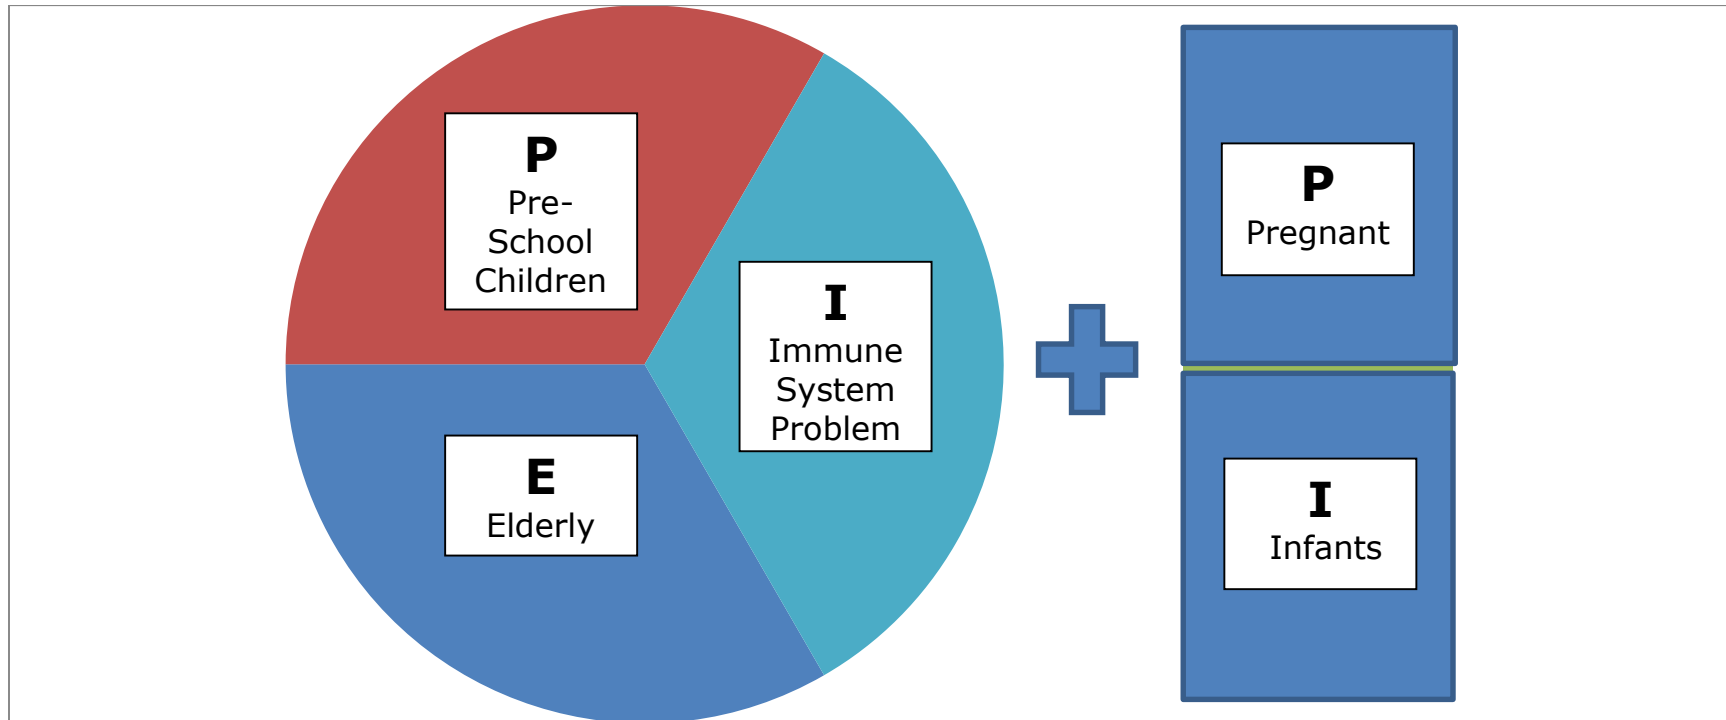 P
Pre-
School
Children
I
Immune
System
Problem
E
Elderly
P
Pregnant
I
Infants